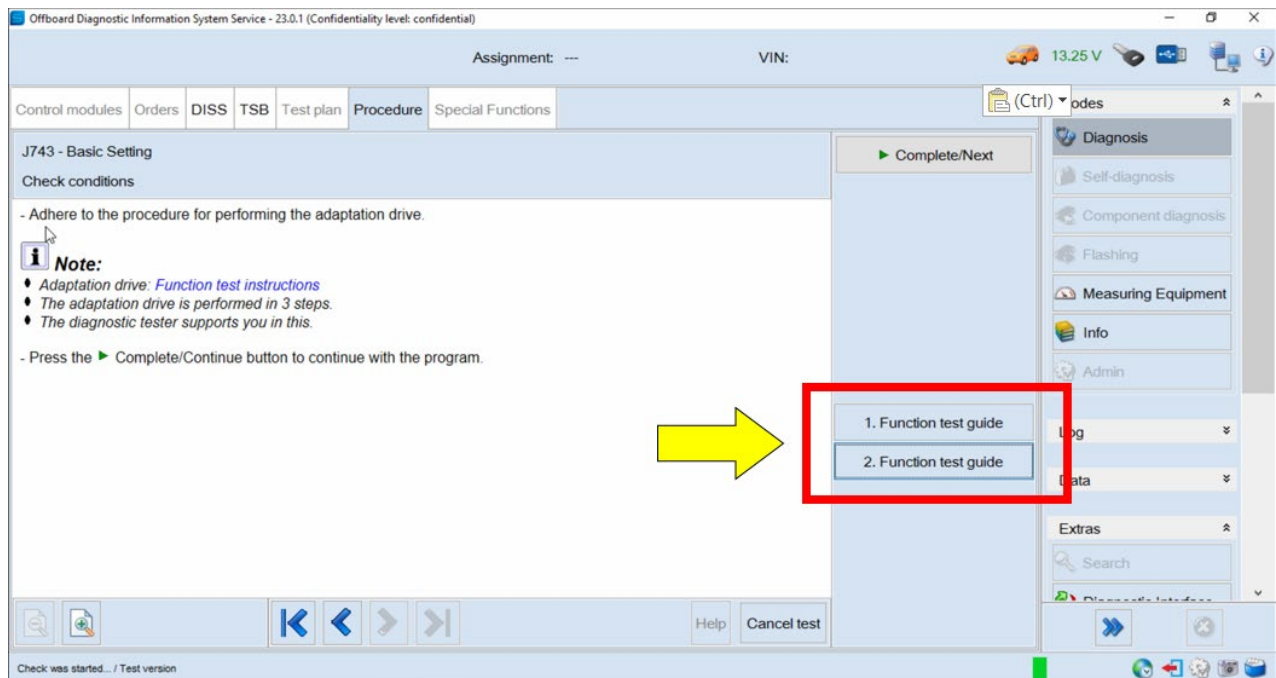 Offboard Diagnostic Information System Service - 23.0.1 (Confidentiality level: confidential)
Assignment: ---
VIN:
13.25 V
Control modules
Orders
DISS
TSB
Test plan
Procedure
Special Functions
(Ctrl)
odes
J743 - Basic Setting
Check conditions
Complete/Next
Diagnosis
Self-diagnosis
Component diagnosis
Flashing
Measuring Equipment
Info
Admin
- Adhere to the procedure for performing the adaptation drive.
i Note:
Adaptation drive: Function test instructions
The adaptation drive is performed in 3 steps.
The diagnostic tester supports you in this.
- Press the ► Complete/Continue button to continue with the program.
1. Function test guide
2. Function test guide
Log
Data
Extras
Search
Diagnostic Interface
Help
Cancel test
Check was started... / Test version